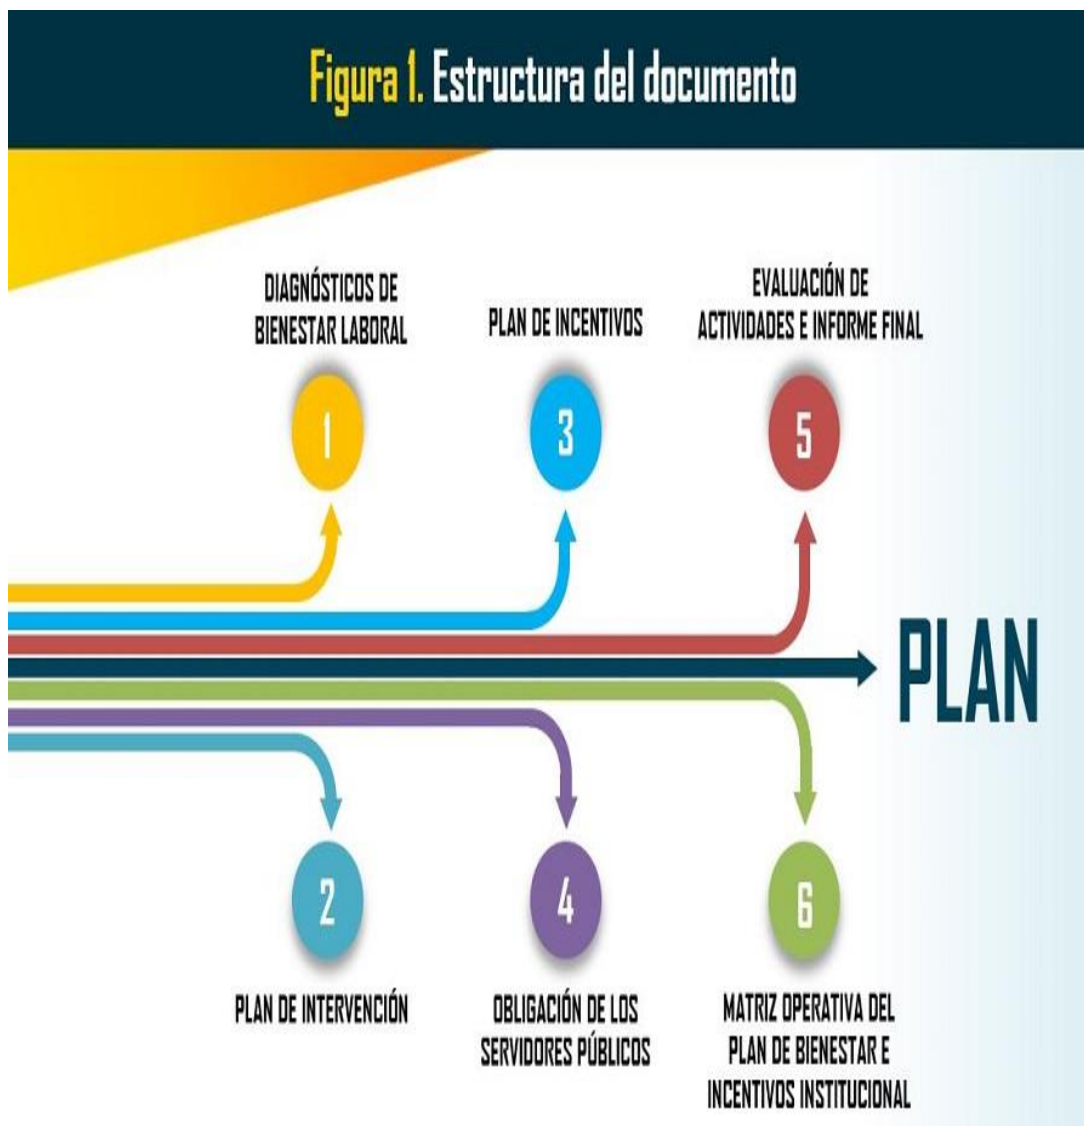 Figura 1. Estructura del documento
DIAGNÓSTICOS DE
BIENESTAR LABORAL
1
PLAN DE INCENTIVOS
3
EVALUACIÓN DE
ACTIVIDADES E INFORME FINAL
5
PLAN
2
PLAN DE INTERVENCIÓN
4
OBLIGACIÓN DE LOS
SERVIDORES PÚBLICOS
6
MATRIZ OPERATIVA DEL
PLAN DE BIENESTAR E
INCENTIVOS INSTITUCIONAL